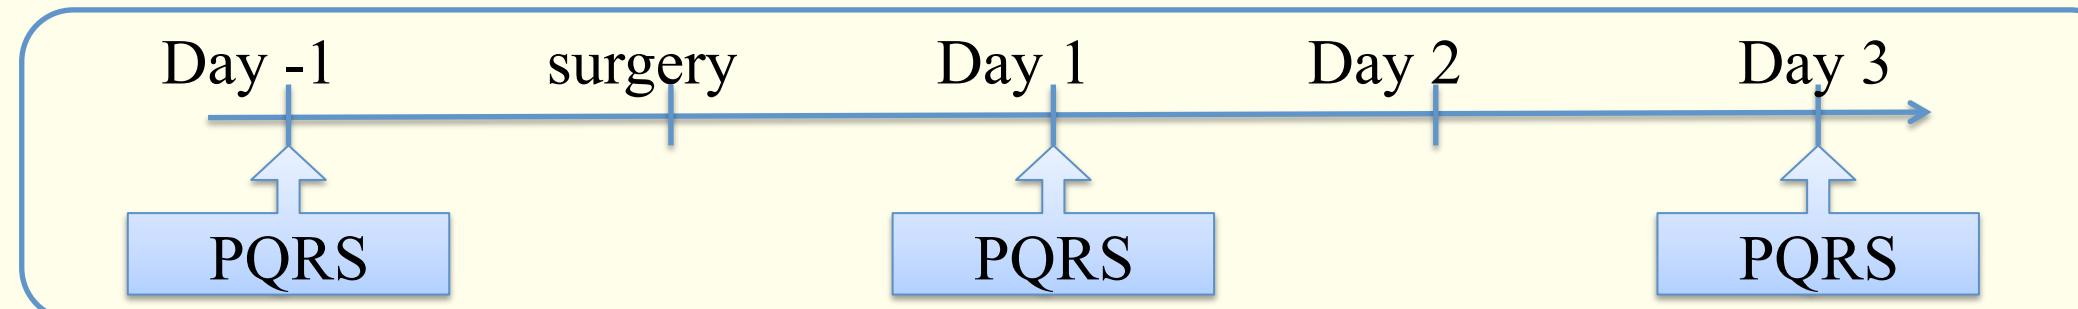 Day -1 surgery Day 1 Day 2 Day 3
PQRS PQRS PQRS